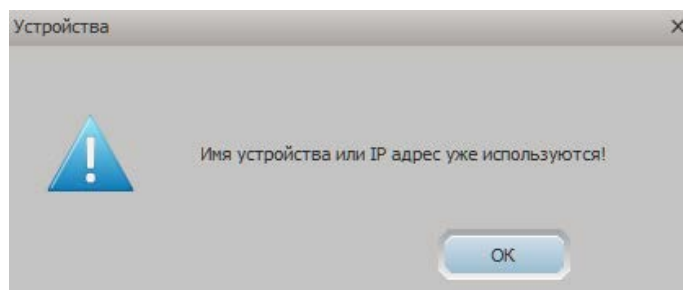 Устройства
Имя устройства или IP адрес уже используются!
OK